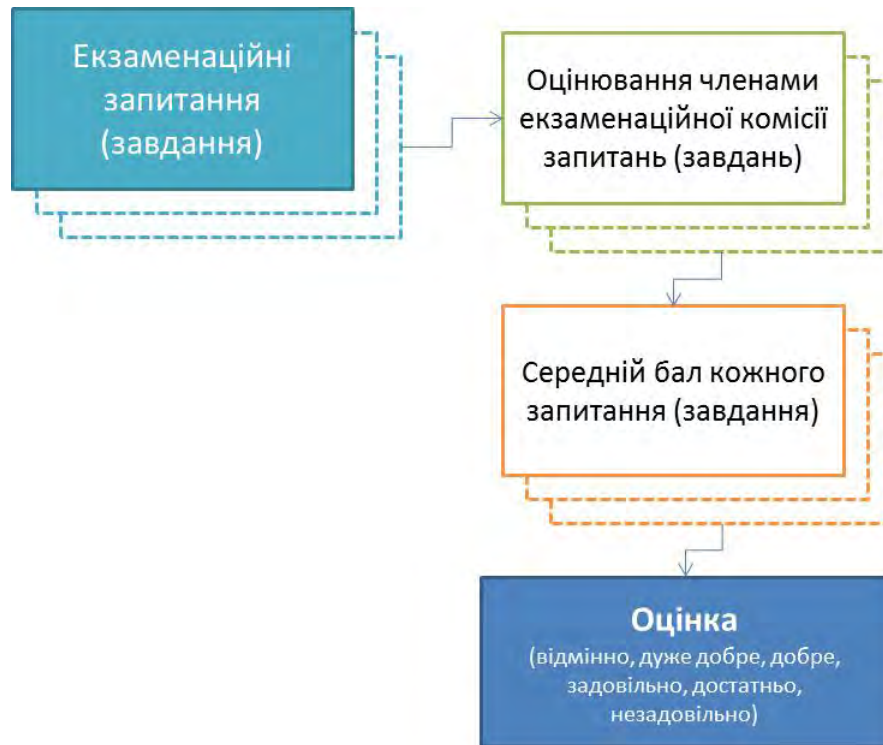 Екзаменаційні
запитання
(завдання)
Оцінювання членами
екзаменаційної комісії
запитань (завдань)
Середній бал кожного
запитання (завдання)
Оцінка
(відмінно, дуже добре, добре,
задовільно, достатньо,
незадовільно)